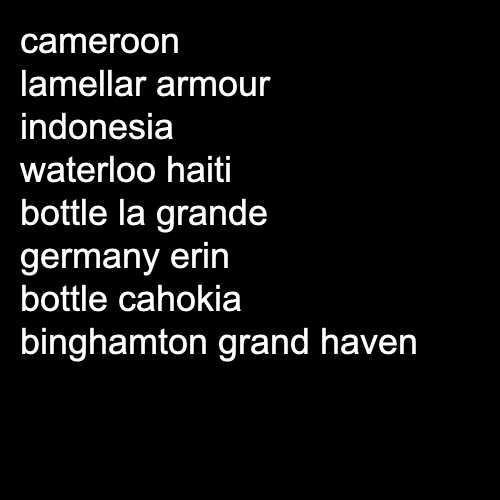 cameroon
lamellar armour
indonesia
waterloo haiti
bottle la grande
germany erin
bottle cahokia
binghamton grand haven